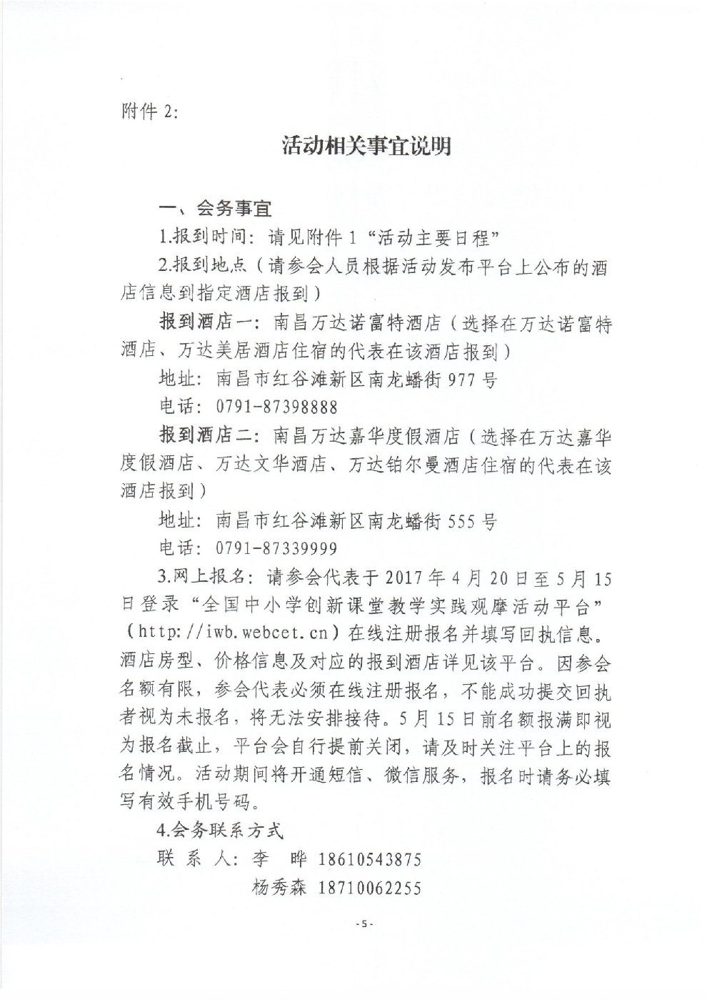 附件 2:
活动相关事宜说明
一、会务事宜
1.报到时间：请见附件 1 “活动主要日程”
2.报到地点（请参会人员根据活动发布平台上公布的酒
店信息到指定酒店报到）
报到酒店一：南昌万达诺富特酒店（选择在万达诺富特
酒店、万达美居酒店住宿的代表在该酒店报到）
地址：南昌市红谷滩新区南龙蟠街 977 号
电话：0791-87398888
报到酒店二：南昌万达嘉华度假酒店（选择在万达嘉华
度假酒店、万达文华酒店、万达铂尔曼酒店住宿的代表在该
酒店报到）
地址：南昌市红谷滩新区南龙蟠街 555 号
电话：0791-87339999
3.网上报名：请参会代表于 2017 年 4 月 20 日至 5 月 15
日登录 “全国中小学创新课堂教学实践观摩活动平台”
（http://iwb.webcet.cn）在线注册报名并填写回执信息。
酒店房型、价格信息及对应的报到酒店详见该平台。因参会
名额有限，参会代表必须在线注册报名，不能成功提交回执
者视为未报名，将无法安排接待。5 月 15 日前名额报满即视
为报名截止，平台会自行提前关闭，请及时关注平台上的报
名情况。活动期间将开通短信、微信服务，报名时请务必填
写有效手机号码。
4.会务联系方式
联 系 人：李　晔 18610543875
杨秀森 18710062255
- 5 -